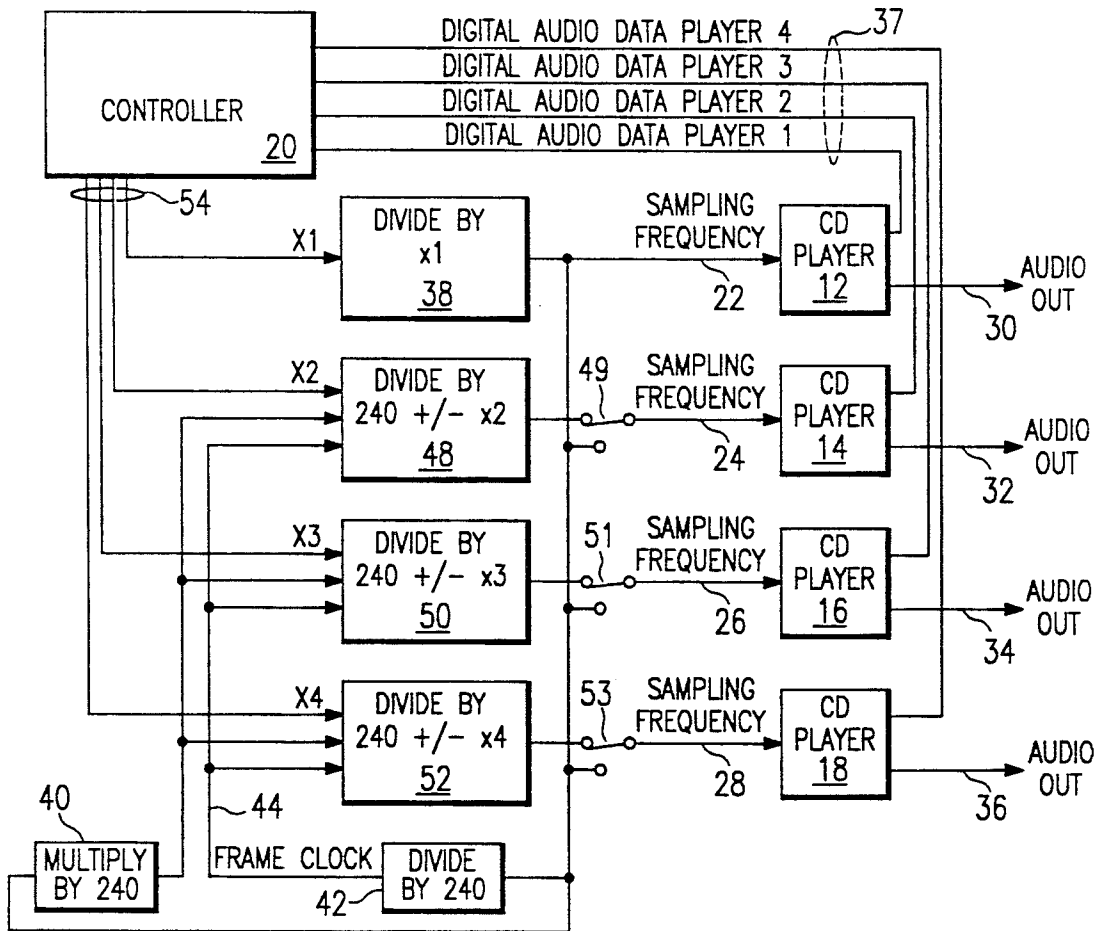 DIGITAL AUDIO DATA PLAYER 4
37
DIGITAL AUDIO DATA PLAYER 3
CONTROLLER
DIGITAL AUDIO DATA PLAYER 2
20
DIGITAL AUDIO DATA PLAYER 1
54
X1
DIVIDE BY
x1
38
SAMPLING
FREQUENCY
22
CD
PLAYER
12
AUDIO
OUT
30
X2
DIVIDE BY
240 +/- x2
48
49
SAMPLING
FREQUENCY
24
CD
PLAYER
14
AUDIO
OUT
32
X3
DIVIDE BY
240 +/- x3
50
51
SAMPLING
FREQUENCY
26
CD
PLAYER
16
AUDIO
OUT
34
X4
DIVIDE BY
240 +/- x4
52
53
SAMPLING
FREQUENCY
28
CD
PLAYER
18
AUDIO
OUT
36
40
MULTIPLY
BY 240
44
FRAME CLOCK
42
DIVIDE
BY 240